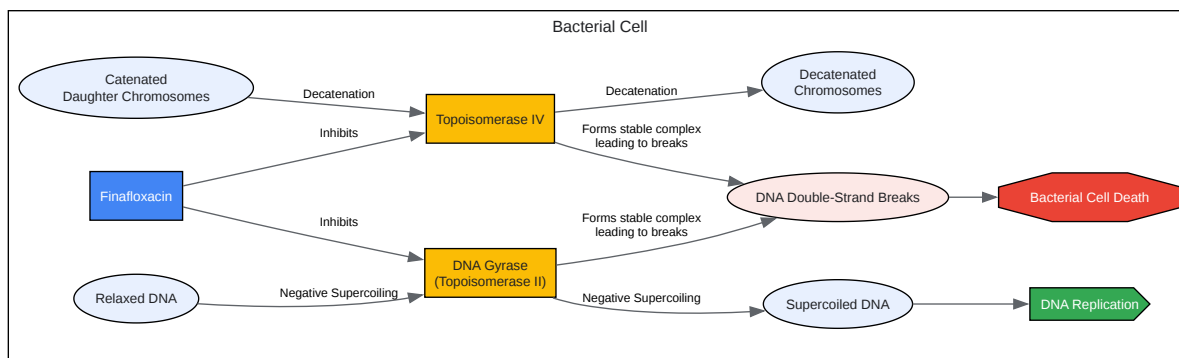 Bacterial Cell
Catenated
Daughter Chromosomes
Decatenation
Topoisomerase IV
Decatenation
Decatenated
Chromosomes
Inhibits
Forms stable complex
leading to breaks
Finafloxacin
DNA Double-Strand Breaks
Bacterial Cell Death
Inhibits
Forms stable complex
leading to breaks
DNA Gyrase
(Topoisomerase II)
Relaxed DNA
Negative Supercoiling
Negative Supercoiling
Supercoiled DNA
DNA Replication